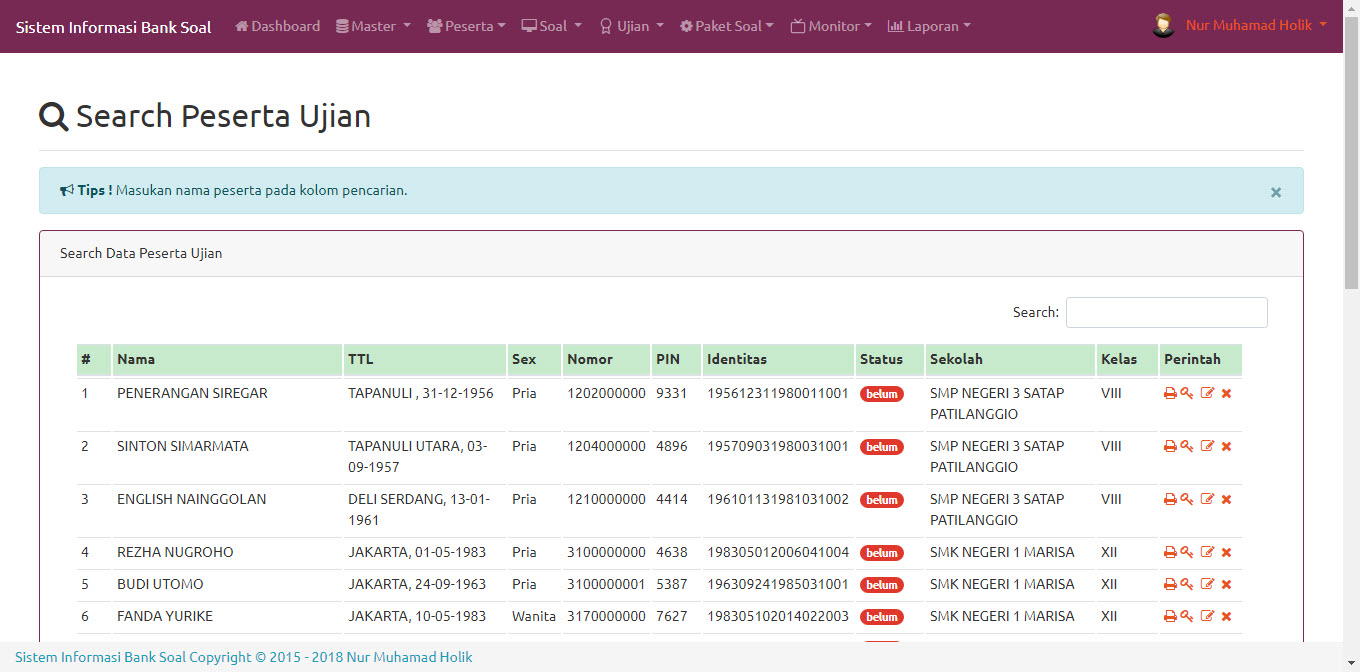 Sistem Informasi Bank Soal Dashboard Master Peserta Soal Ujian Paket Soal Monitor Laporan Nur Muhamad Holik
Search Peserta Ujian
Tips ! Masukan nama peserta pada kolom pencarian. ×
Search Data Peserta Ujian
Search:
# Nama TTL Sex Nomor PIN Identitas Status Sekolah Kelas Perintah
1 PENERANGAN SIREGAR TAPANULI , 31-12-1956 Pria 1202000000 9331 195612311980011001 belum SMP NEGERI 3 SATAP VIII
PATILANGGIO
2 SINTON SIMARMATA TAPANULI UTARA, 03- Pria 1204000000 4896 195709031980031001 belum SMP NEGERI 3 SATAP VIII
09-1957 PATILANGGIO
3 ENGLISH NAINGGOLAN DELI SERDANG, 13-01- Pria 1210000000 4414 196101131981031002 belum SMP NEGERI 3 SATAP VIII
1961 PATILANGGIO
4 REZHA NUGROHO JAKARTA, 01-05-1983 Pria 3100000000 4638 198305012006041004 belum SMK NEGERI 1 MARISA XII
5 BUDI UTOMO JAKARTA, 24-09-1963 Pria 3100000001 5387 196309241985031001 belum SMK NEGERI 1 MARISA XII
6 FANDA YURIKE JAKARTA, 10-05-1983 Wanita 3170000000 7627 198305102014022003 belum SMK NEGERI 1 MARISA XII
Sistem Informasi Bank Soal Copyright © 2015 - 2018 Nur Muhamad Holik